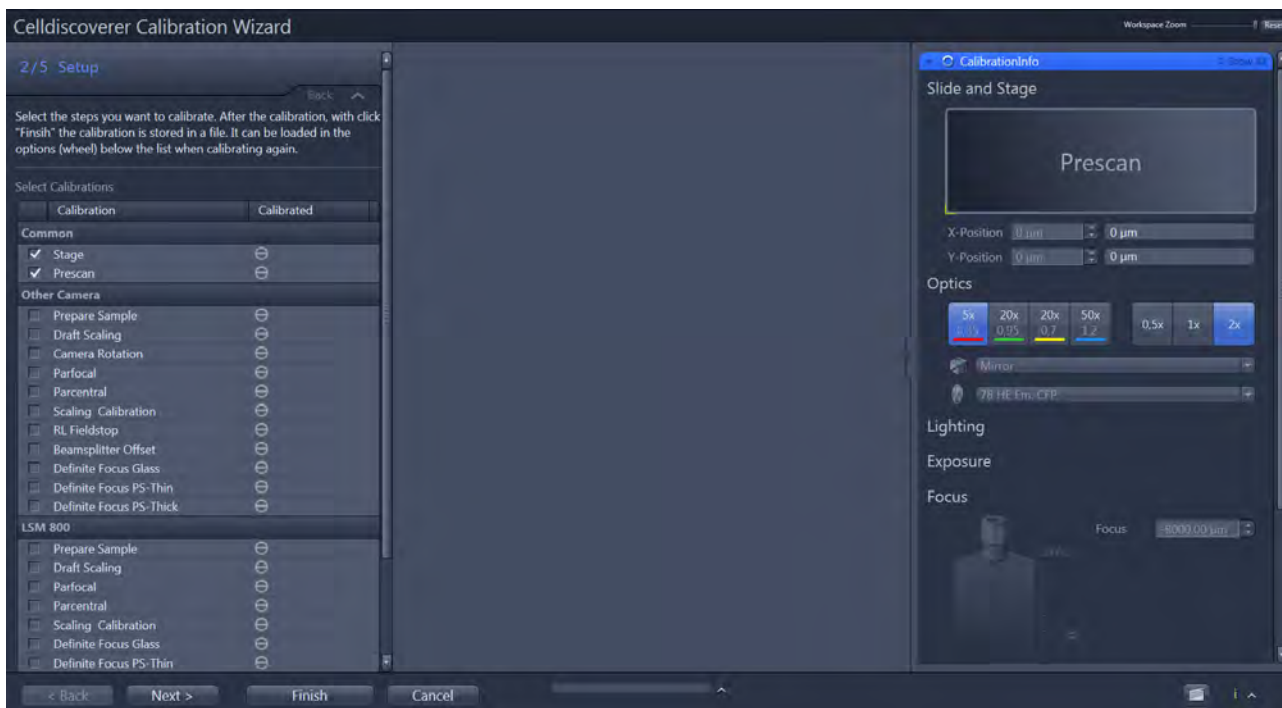 Celldiscoverer Calibration Wizard
Workspace Zoom
2/5 Setup
Back
Select the steps you want to calibrate. After the calibration, with click
"Finsih" the calibration is stored in a file. It can be loaded in the
options (wheel) below the list when calibrating again.
Select Calibrations
Calibration Calibrated
Common
Stage
Prescan
Other Camera
Prepare Sample
Draft Scaling
Camera Rotation
Parfocal
Parcentral
Scaling Calibration
RL Fieldstop
Beamsplitter Offset
Definite Focus Glass
Definite Focus PS-Thin
Definite Focus PS-Thick
LSM 800
Prepare Sample
Draft Scaling
Parfocal
Parcentral
Scaling Calibration
Definite Focus Glass
Definite Focus PS-Thin
< Back Next > Finish Cancel
CalibrationInfo Show All
Slide and Stage
Prescan
X-Position 0 µm 0 µm
Y-Position 0 µm 0 µm
Optics
5x 20x 20x 50x 0,5x 1x 2x
0.95 0.7 1.2
Mirror
78 HE Em. CFP
Lighting
Exposure
Focus
Focus -8000.00 µm
i